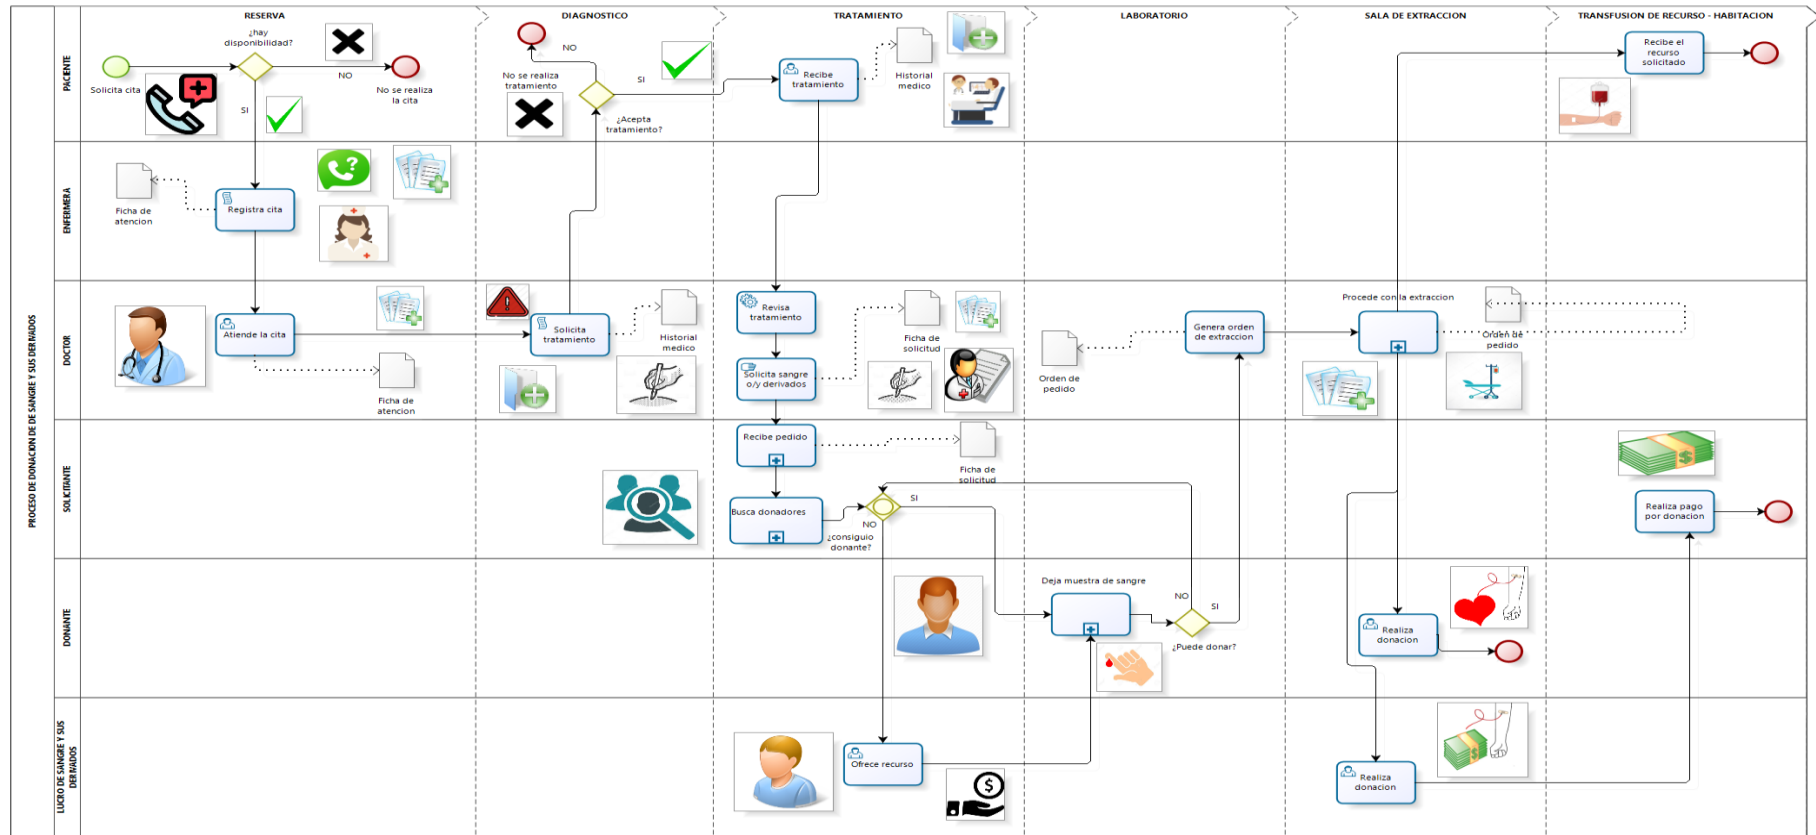 RESERVA
DIAGNOSTICO
TRATAMIENTO
LABORATORIO
SALA DE EXTRACCION
TRANSFUSION DE RECURSO - HABITACION
PROCESO DE DONACION DE DE SANGRE Y SUS DERIVADOS
PACIENTE
Solicita cita
¿hay
disponibilidad?
NO
No se realiza
la cita
SI
NO
No se realiza
tratamiento
SI
¿Acepta
tratamiento?
Recibe
tratamiento
Historial
medico
Recibe el
recurso
solicitado
ENFERMERA
Ficha de
atencion
Registra cita
DOCTOR
Atiende la cita
Ficha de
atencion
Solicita
tratamiento
Historial
medico
Revisa
tratamiento
Solicita sangre
o/y derivados
Ficha de
solicitud
Orden de
pedido
Genera orden
de extraccion
Procede con la extraccion
Orden de
pedido
SOLICITANTE
Recibe pedido
Ficha de
solicitud
Busca donadores
SI
NO
¿consiguio
donante?
$
Realiza pago
por donacion
DONANTE
Deja muestra de sangre
NO
SI
¿Puede donar?
Realiza
donacion
LUCRO DE SANGRE Y SUS
DERIVADOS
Ofrece recurso
$
Realiza
donacion